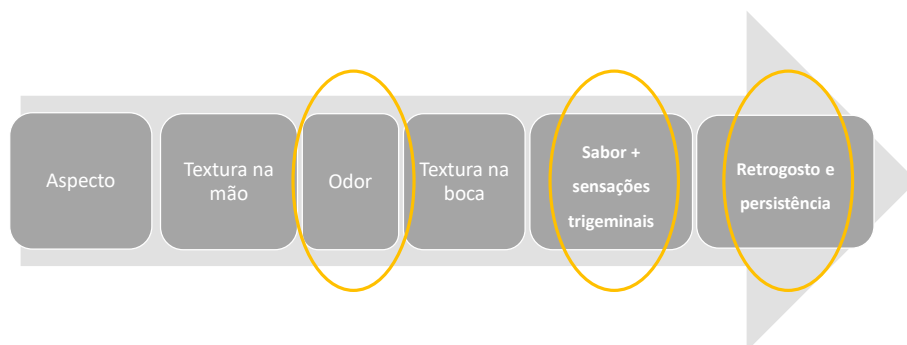 Aspecto
Textura na
mão
Odor
Textura na
boca
Sabor +
sensações
trigeminais
Retrogosto e
persistência